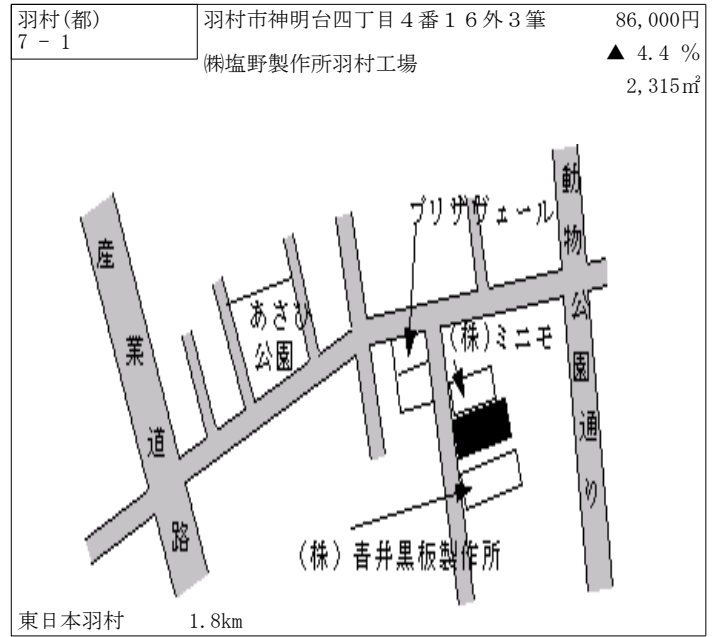 羽村(都)
7 - 1
羽村市神明台四丁目４番１６外３筆
86,000円
㈱塩野製作所羽村工場
▲ 4.4 %
2,315㎡
動物公園通り
プリザヴェール
産業道路
あさひ
公園
(株)ミニモ
(株) 青井黒板製作所
東日本羽村
1.8km